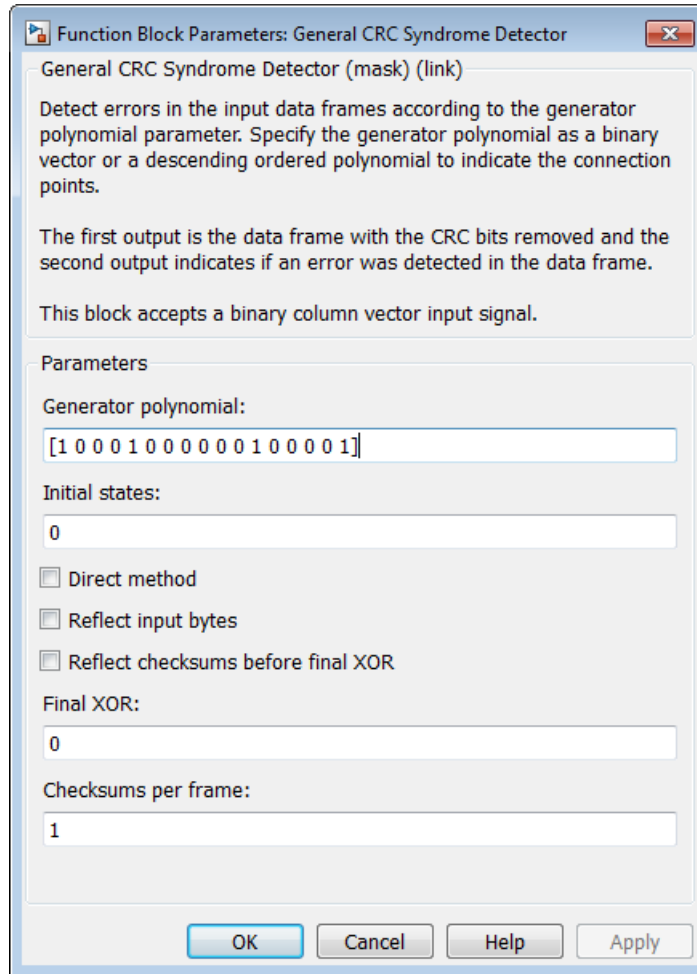 Function Block Parameters: General CRC Syndrome Detector
General CRC Syndrome Detector (mask) (link)
Detect errors in the input data frames according to the generator
polynomial parameter. Specify the generator polynomial as a binary
vector or a descending ordered polynomial to indicate the connection
points.
The first output is the data frame with the CRC bits removed and the
second output indicates if an error was detected in the data frame.
This block accepts a binary column vector input signal.
Parameters
Generator polynomial:
[1 0 0 0 1 0 0 0 0 0 0 1 0 0 0 0 1]
Initial states:
0
Direct method
Reflect input bytes
Reflect checksums before final XOR
Final XOR:
0
Checksums per frame:
1
OK Cancel Help Apply